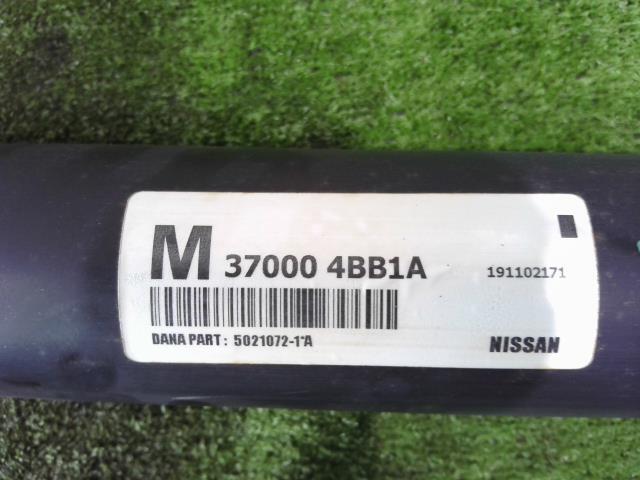 M 37000 4BB1A 191102171
DANA PART: 5021072-1*A NISSAN